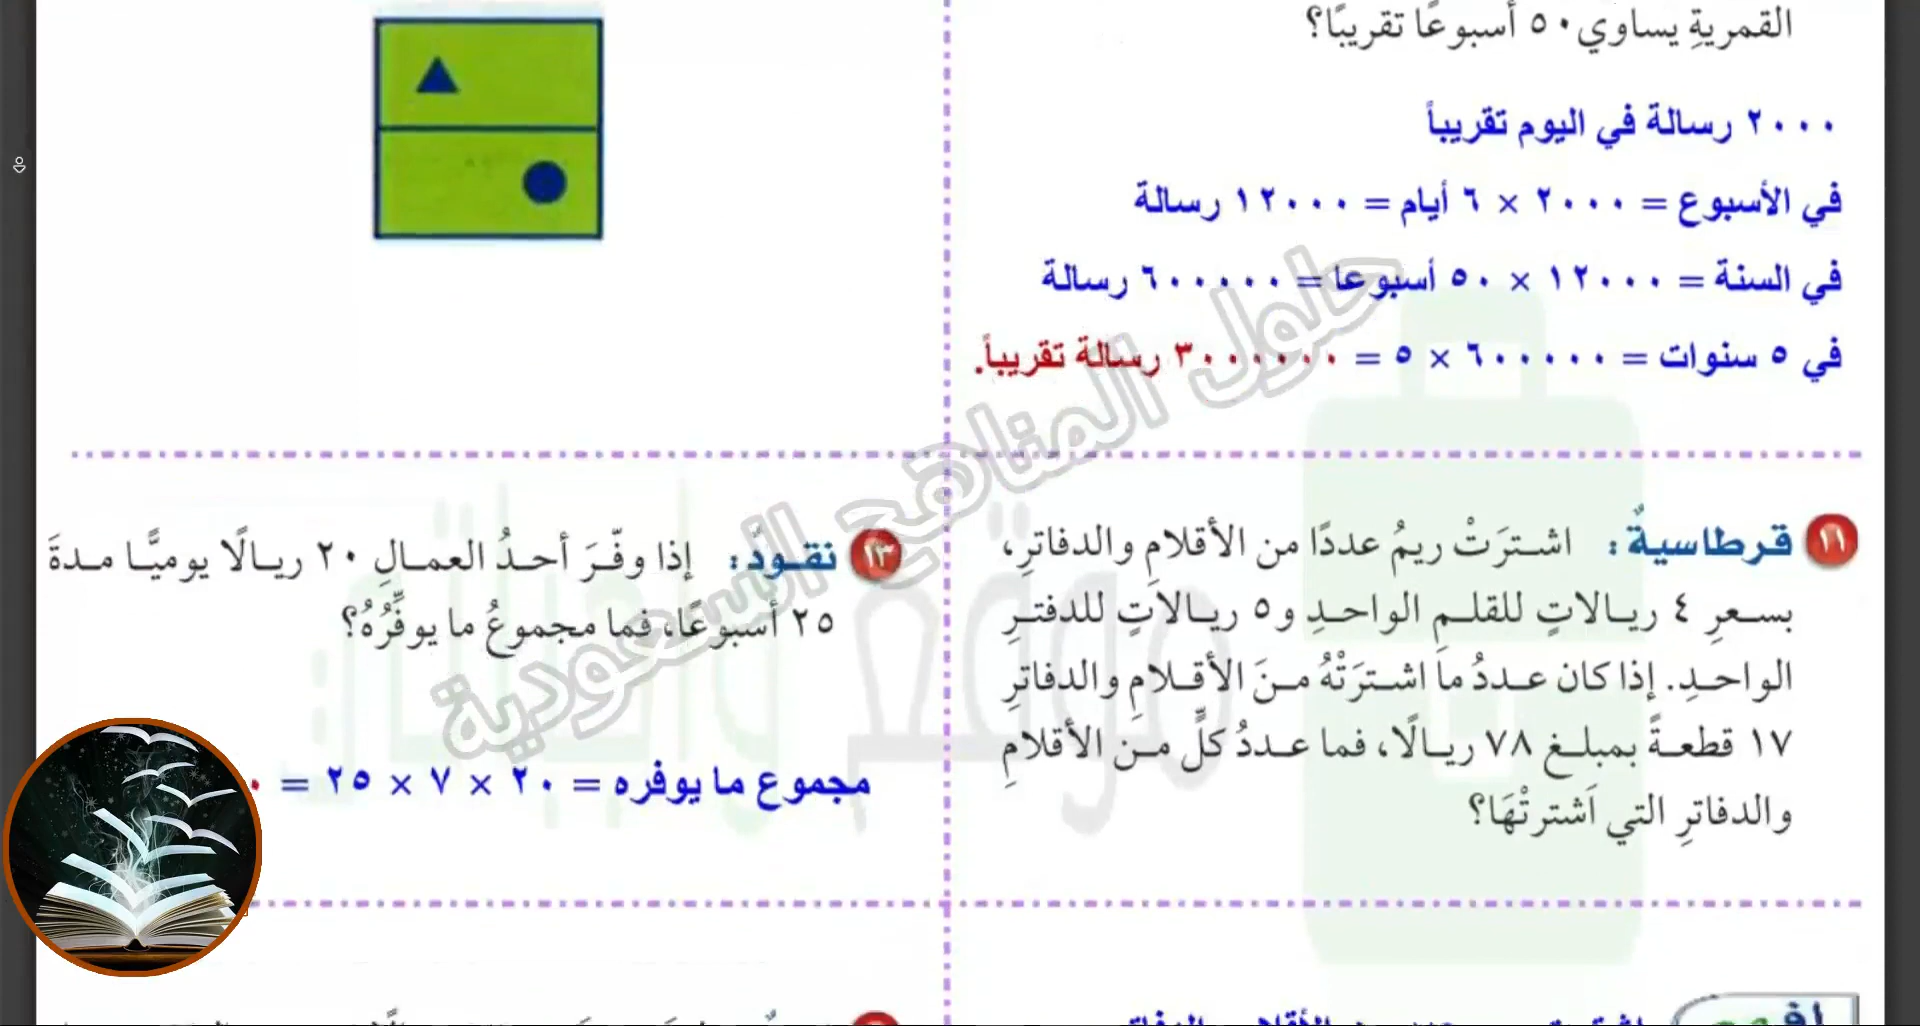 القمريةِ يساوي ٥٠ أسبوعًا تقريبًا؟
٢٠٠٠ رسالة في اليوم تقريباً
في الأسبوع = ٢٠٠٠ × ٦ أيام = ١٢٠٠٠ رسالة
في السنة = ١٢٠٠٠ × ٥٠ أسبوعا = ٦٠٠٠٠٠ رسالة
في ٥ سنوات = ٦٠٠٠٠٠ × ٥ = ٣٠٠٠٠٠٠ رسالة تقريباً.
حلول المناهج السعودية
موقع واجباتي
١١ قرطاسيةٌ: اشترَتْ ريمُ عددًا من الأقلامِ والدفاترِ،
بسعرِ ٤ ريالاتٍ للقلمِ الواحدِ و٥ ريالاتٍ للدفترِ
الواحدِ. إذا كان عددُ ما اشترَتْهُ منَ الأقلامِ والدفاترِ
١٧ قطعةً بمبلغ ٧٨ ريالًا، فما عددُ كلٍّ من الأقلامِ
والدفاترِ التي اَشترتْهَا؟
١٣ نقودٌ: إذا وفّرَ أحدُ العمالِ ٢٠ ريالًا يوميًّا مدةَ
٢٥ أسبوعًا، فما مجموعُ ما يوفِّرُهُ؟
مجموع ما يوفره = ٢٠ × ٧ × ٢٥ =